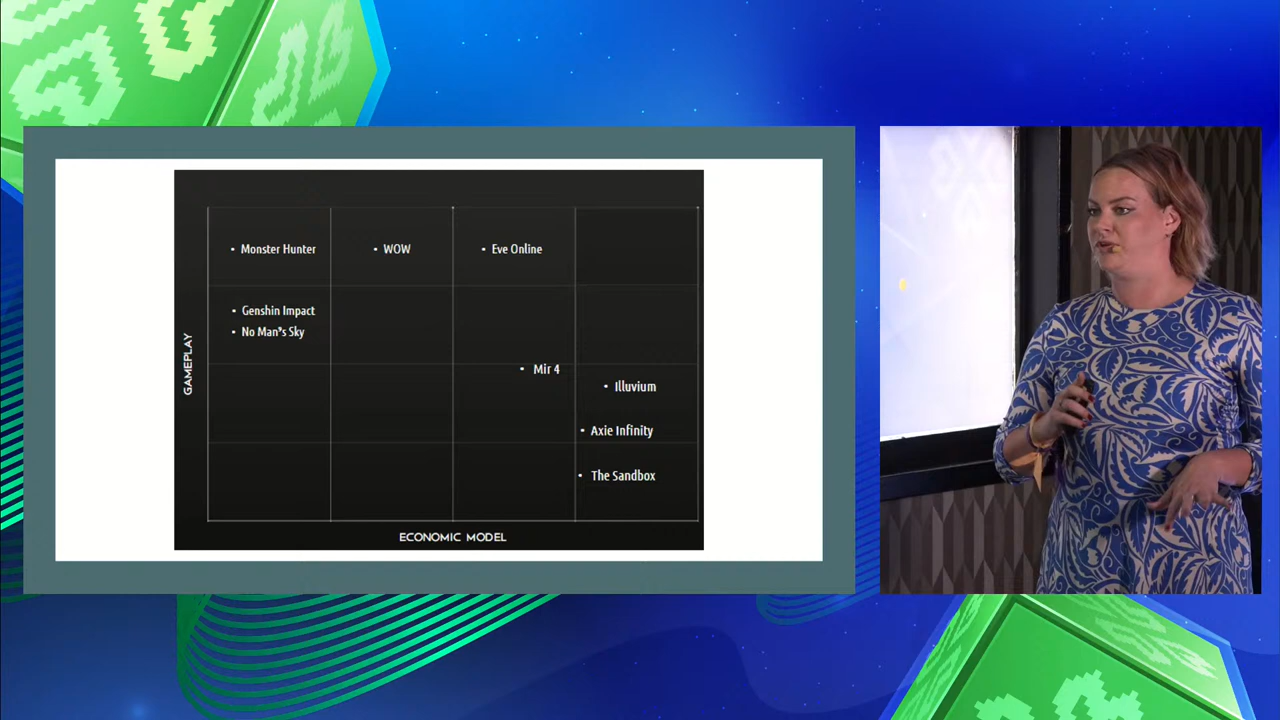 • Monster Hunter
• WOW
• Eve Online
• Genshin Impact
• No Man"s Sky
• Mir 4
• Illuvium
• Axie Infinity
• The Sandbox
GAMEPLAY
ECONOMIC MODEL